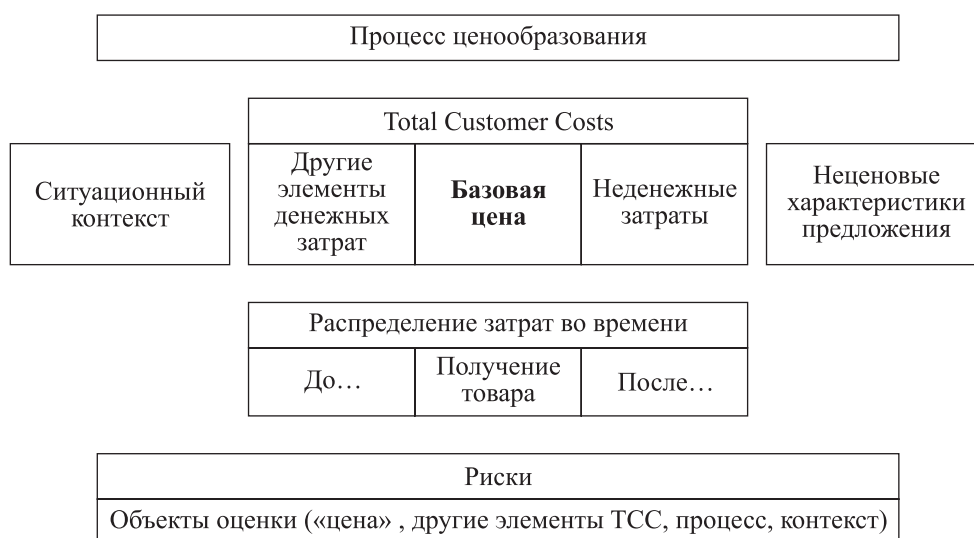 Процесс ценообразования
Total Customer Costs
Ситуационный
контекст
Другие
элементы
денежных
затрат
Базовая
цена
Неденежные
затраты
Неценовые
характеристики
предложения
Распределение затрат во времени
До…
Получение
товара
После…
Риски
Объекты оценки («цена» , другие элементы ТСС, процесс, контекст)